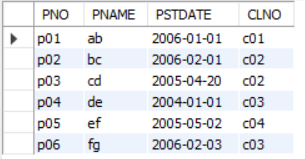 PNO PNAME PSTDATE CLNO
p01 ab 2006-01-01 c01
p02 bc 2006-02-01 c02
p03 cd 2005-04-20 c02
p04 de 2004-01-01 c03
p05 ef 2005-05-02 c04
p06 fg 2006-02-03 c03